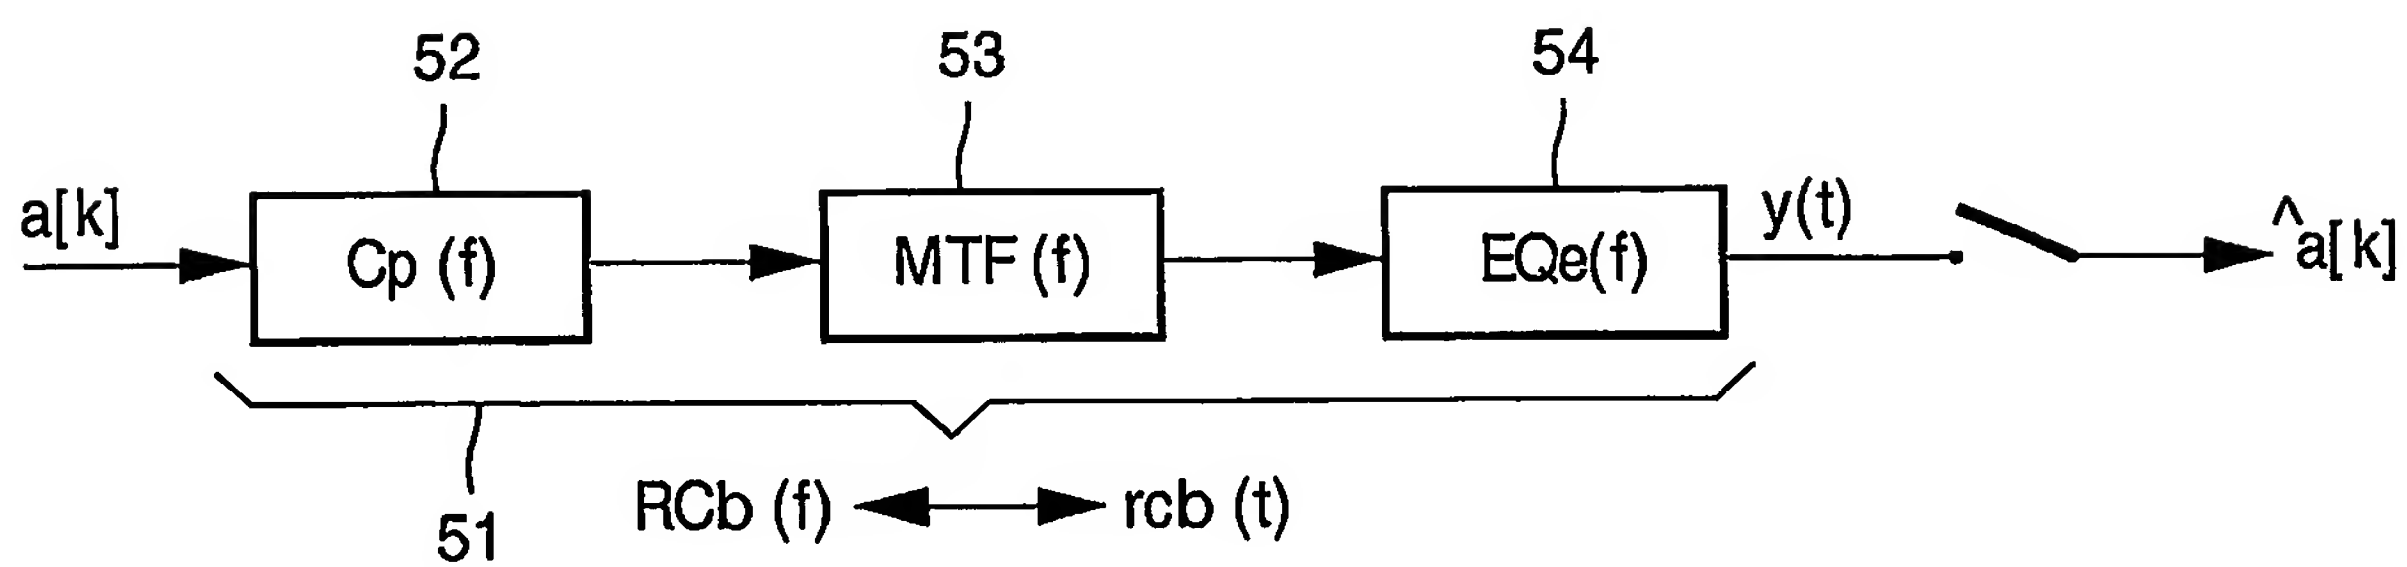 52 53 54
a[k] Cp (f) MTF (f) EQe(f) y(t) ^a[k]
RCb (f) rcb (t)
51